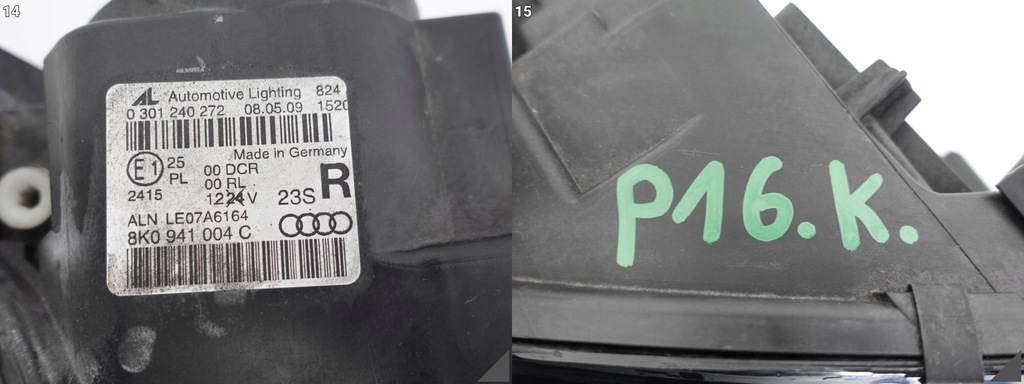 14
AL Automotive Lighting 824
0 301 240 272 08.05.09 1520
Made in Germany
E1 25 00 DCR
PL 00 RL
2415 1224V 23S R
ALN LE07A6164
8K0 941 004 C
15
P16.K.